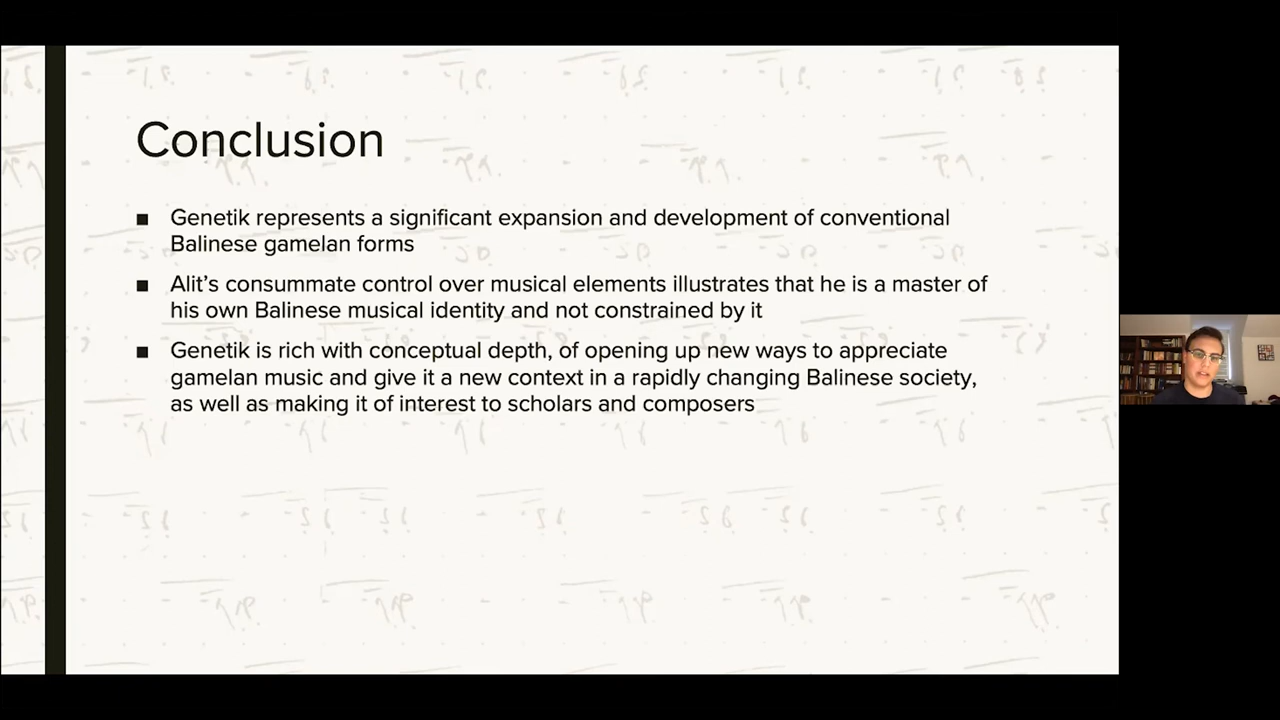 Conclusion
■ Genetik represents a significant expansion and development of conventional
Balinese gamelan forms
■ Alit’s consummate control over musical elements illustrates that he is a master of
his own Balinese musical identity and not constrained by it
■ Genetik is rich with conceptual depth, of opening up new ways to appreciate
gamelan music and give it a new context in a rapidly changing Balinese society,
as well as making it of interest to scholars and composers